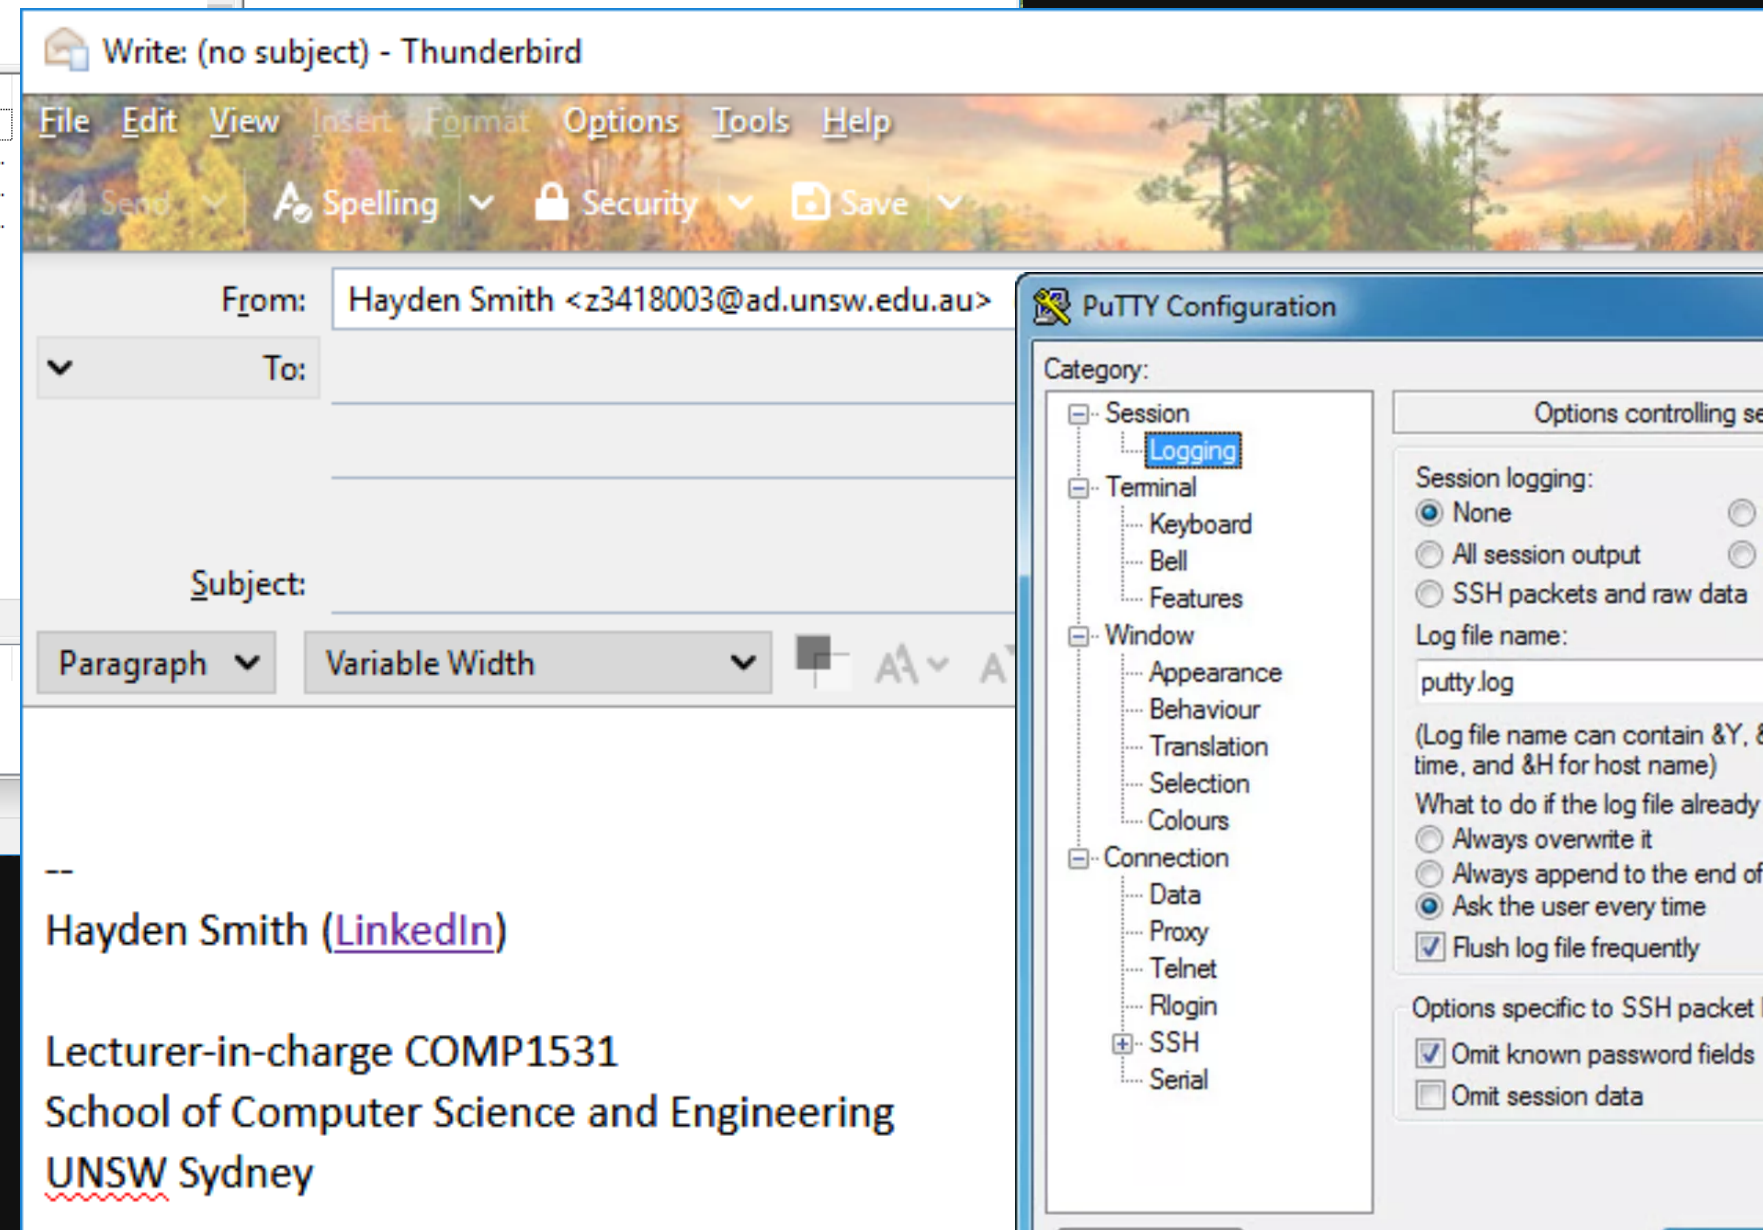 Write: (no subject) - Thunderbird
File Edit View Insert Format Options Tools Help
Send Spelling Security Save
From: Hayden Smith <z3418003@ad.unsw.edu.au>
To:
Subject:
Paragraph Variable Width
--
Hayden Smith (LinkedIn)
Lecturer-in-charge COMP1531
School of Computer Science and Engineering
UNSW Sydney
PuTTY Configuration
Category:
Session
Logging
Terminal
Keyboard
Bell
Features
Window
Appearance
Behaviour
Translation
Selection
Colours
Connection
Data
Proxy
Telnet
Rlogin
SSH
Serial
Options controlling se
Session logging:
None
All session output
SSH packets and raw data
Log file name:
putty.log
(Log file name can contain &Y, &
time, and &H for host name)
What to do if the log file already
Always overwrite it
Always append to the end of
Ask the user every time
Flush log file frequently
Options specific to SSH packet
Omit known password fields
Omit session data